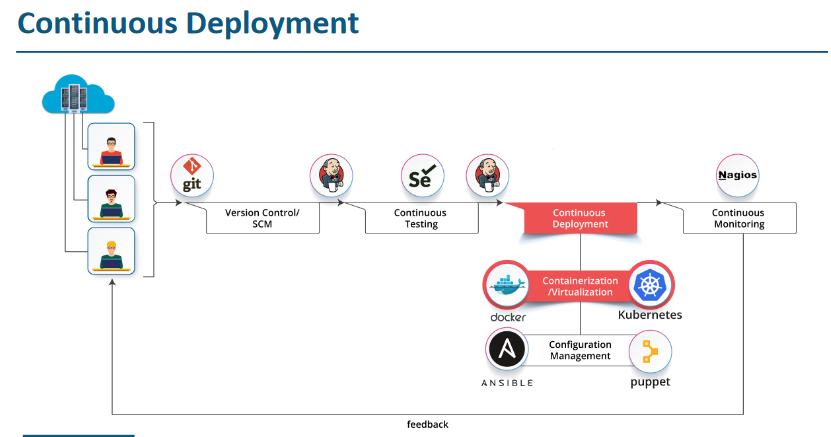 Continuous Deployment
git
Se
Nagios
Version Control/
SCM
Continuous
Testing
Continuous
Deployment
Continuous
Monitoring
Containerization
/Virtualization
docker
Kubernetes
Configuration
Management
ANSIBLE
puppet
feedback